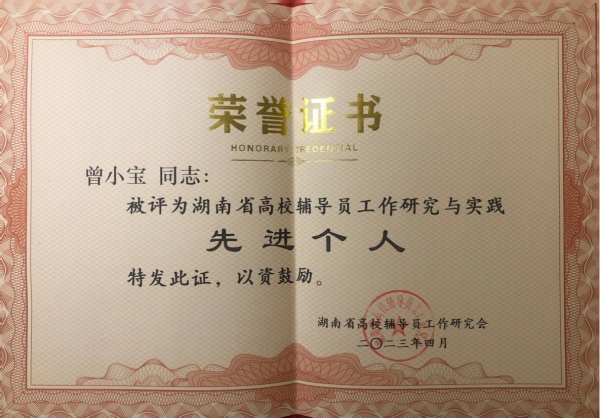 荣誉证书
HONORARY CREDENTIAL
曾小宝 同志：
被评为湖南省高校辅导员工作研究与实践
先进个人
特发此证，以资鼓励。
湖南省高校辅导员工作研究会
二〇二三年四月